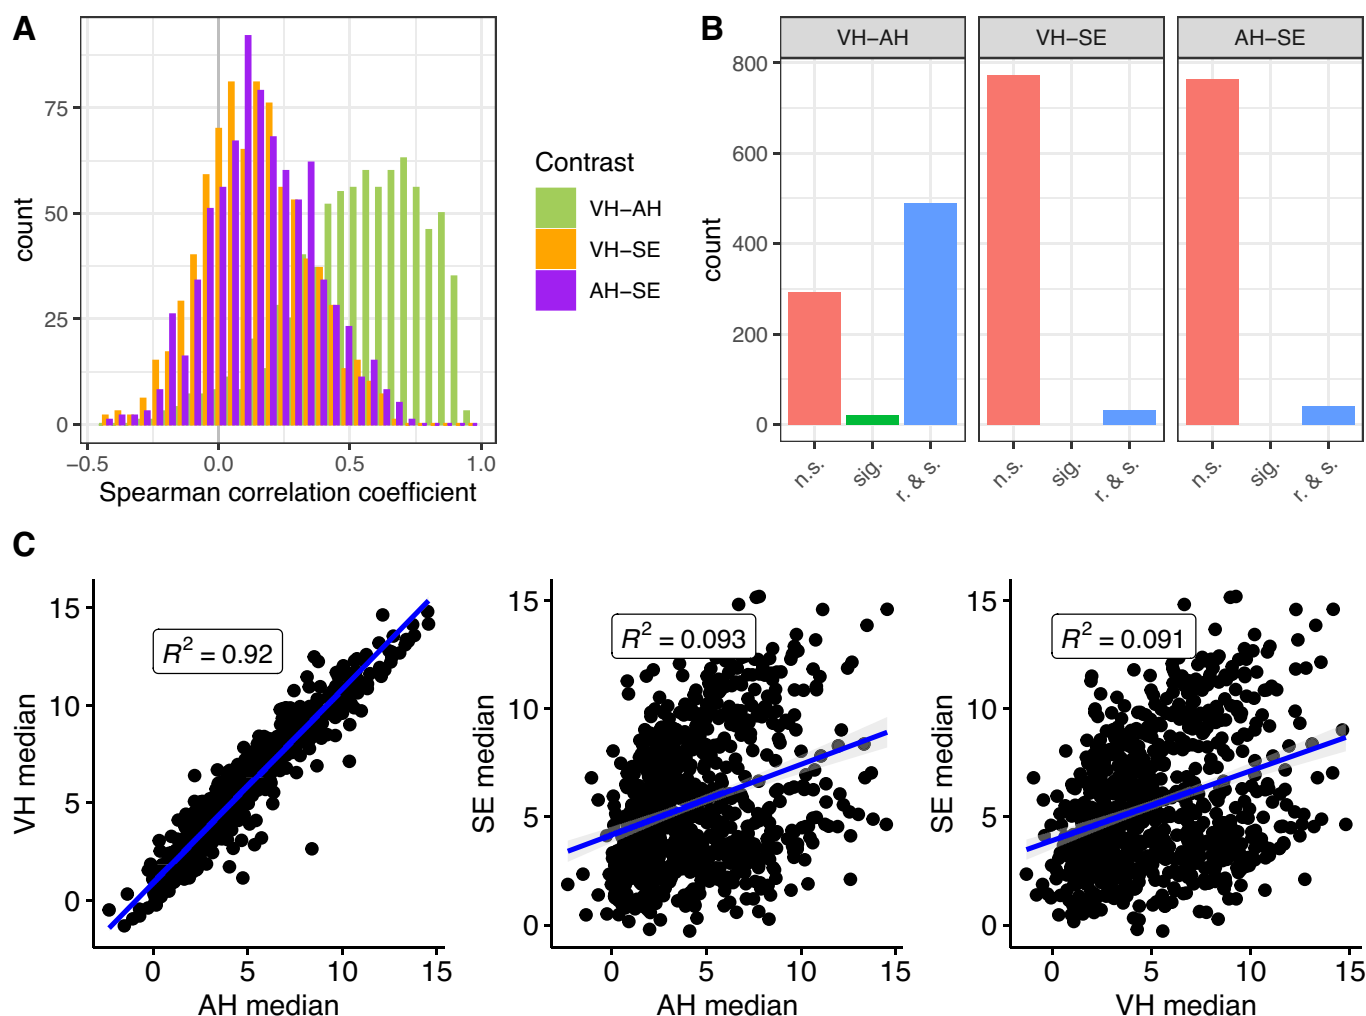 A
count
75
50
25
0
−0.5
0.0
0.5
1.0
Spearman correlation coefficient
Contrast
VH−AH
VH−SE
AH−SE
B
VH−AH
VH−SE
AH−SE
count
800
600
400
200
0
n.s.
sig.
r. & s.
n.s.
sig.
r. & s.
n.s.
sig.
r. & s.
C
VH median
15
10
5
0
R² = 0.92
0
5
10
15
AH median
SE median
15
10
5
0
R² = 0.093
0
5
10
15
AH median
SE median
15
10
5
0
R² = 0.091
0
5
10
15
VH median